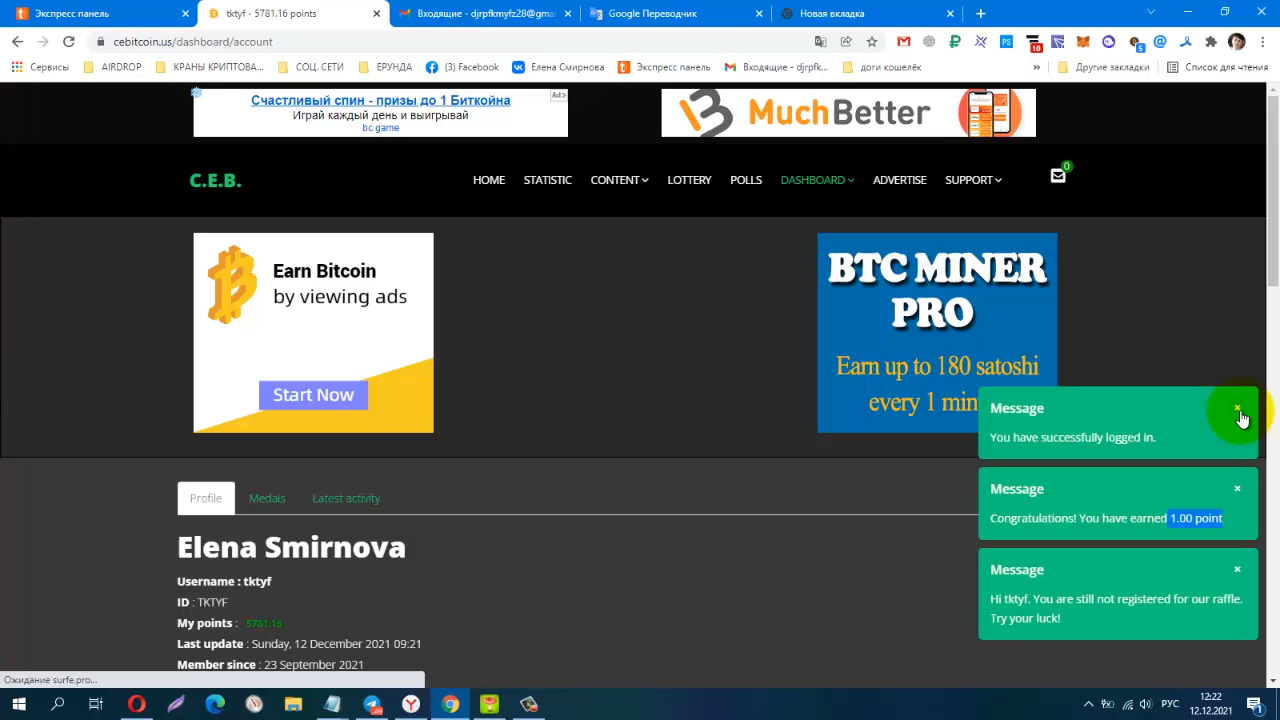 Экспресс панель
tktyf - 5781.16 points
Входящие - djrpfkmyfz28@gma
Google Переводчик
Новая вкладка
cebitcoin.us/dashboard/account
10
5
Сервисы
AIRDROP
КРАНЫ КРИПТОВА...
СОЦ. СЕТИ
ЕРУНДА
(3) Facebook
Елена Смирнова
Экспресс панель
Входящие - djrpfk...
доги кошелёк
»
Другие закладки
Список для чтения
Счастливый спин - призы до 1 Биткойна
Играй каждый день и выигрывай
bc.game
Ad
MuchBetter
C.E.B.
HOME
STATISTIC
CONTENT
LOTTERY
POLLS
DASHBOARD
ADVERTISE
SUPPORT
0
Earn Bitcoin
by viewing ads
Start Now
BTC MINER
PRO
Earn up to 180 satoshi
every 1 min
Message
You have successfully logged in.
Message
Congratulations! You have earned 1.00 point
Message
Hi tktyf. You are still not registered for our raffle.
Try your luck!
Profile
Medals
Latest activity
Elena Smirnova
Username : tktyf
ID : TKTYF
My points : 5781.16
Last update : Sunday, 12 December 2021 09:21
Member since : 23 September 2021
Ожидание surfe.pro...
РУС
12:22
12.12.2021
1